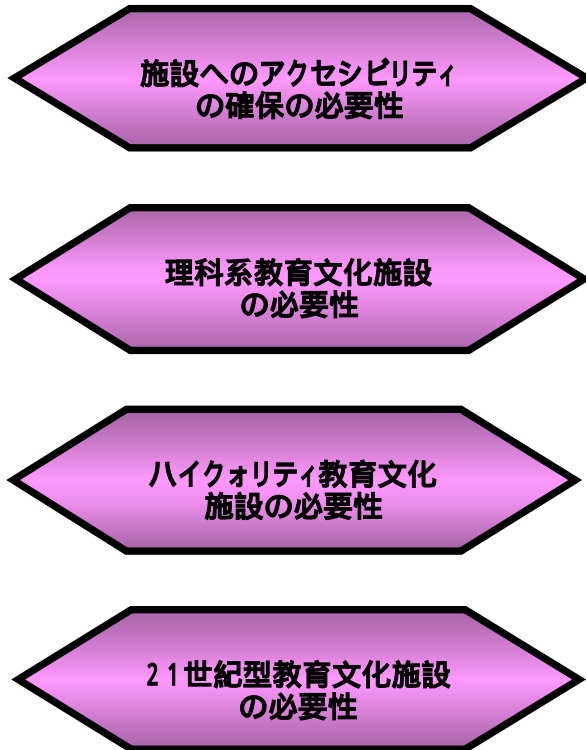 施設へのアクセシビリティ
の確保の必要性
理科系教育文化施設
の必要性
ハイクォリティ教育文化
施設の必要性
２１世紀型教育文化施設
の必要性